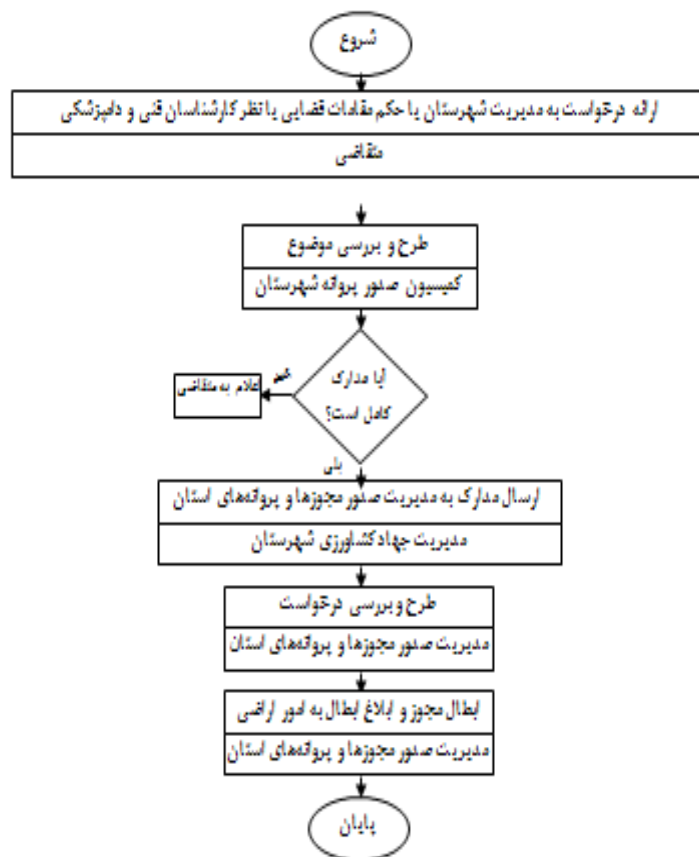 شروع
ارائه درخواست به مدیریت شهرستان یا حکم مقامات قضایی یا نظر کارشناسان فنی و دامپزشکی
متقاضی
طرح و بررسی موضوع
کمیسیون صدور پروانه شهرستان
آیا مدارک
کامل است؟
خیر
اعلام به متقاضی
بلی
ارسال مدارک به مدیریت صدور مجوزها و پروانه‌های استان
مدیریت جهاد کشاورزی شهرستان
طرح و بررسی درخواست
مدیریت صدور مجوزها و پروانه‌های استان
ابطال مجوز و ابلاغ ابطال به امور اراضی
مدیریت صدور مجوزها و پروانه‌های استان
پایان